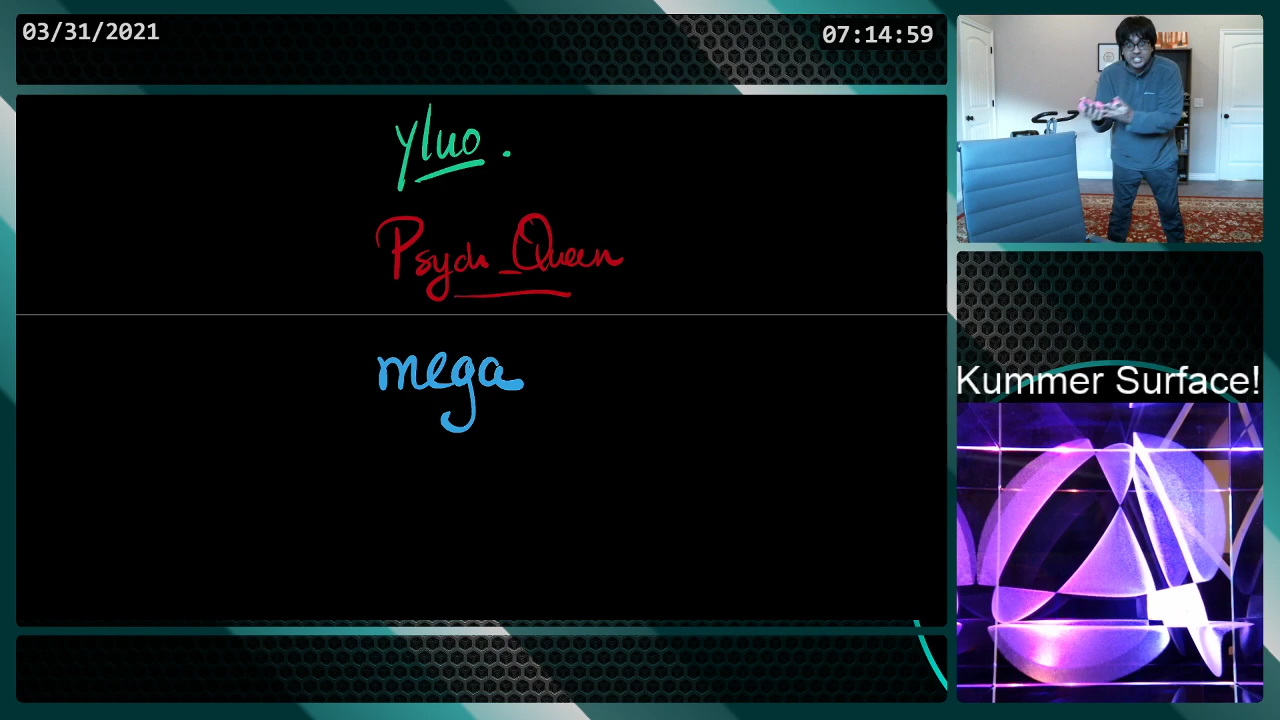 03/31/2021
07:14:59
yluo.
Psych_Queen
mega
Kummer Surface!